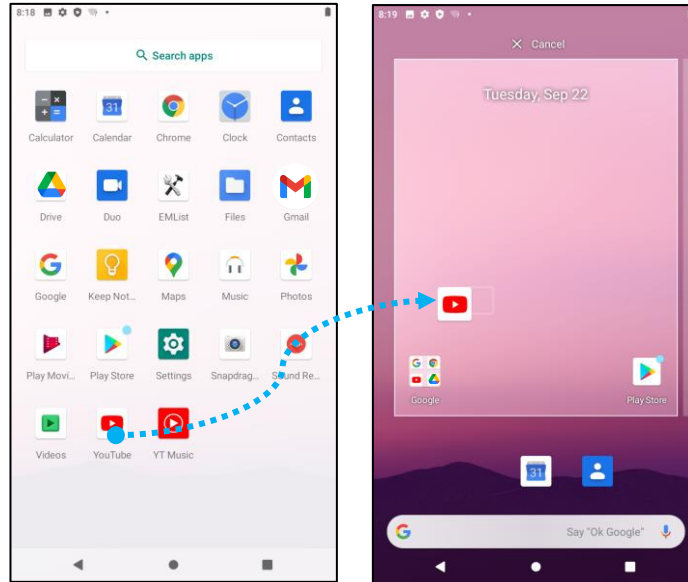 8:18
Search apps
31
Calculator Calendar Chrome Clock Contacts
Drive Duo EMList Files Gmail
Google Keep Not... Maps Music Photos
Play Movi... Play Store Settings Snapdrag... Sound Re...
Videos YouTube YT Music
8:19
× Cancel
Tuesday, Sep 22
Google Play Store
31
Say "Ok Google"